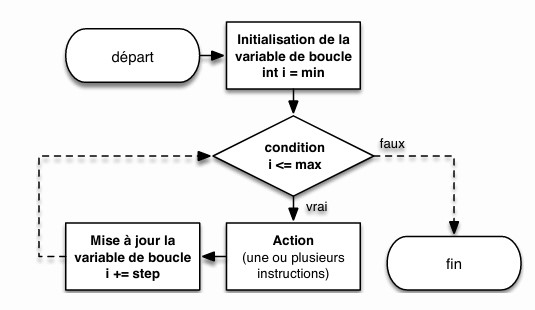 départ
Initialisation de la
variable de boucle
int i = min
condition
i <= max
faux
vrai
Action
(une ou plusieurs
instructions)
Mise à jour la
variable de boucle
i += step
fin